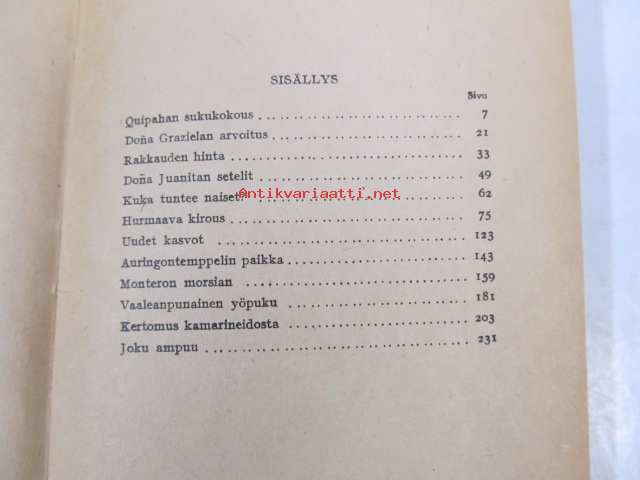 SISÄLLYS
Sivu
Quipahan sukukokous 7
Doña Grazielan arvoitus 21
Rakkauden hinta 33
Doña Juanitan setelit 49
Antikvariaatti.net
Kuka tuntee naiset? 62
Hurmaava kirous 75
Uudet kasvot 123
Auringontemppelin paikka 143
Monteron morsian 159
Vaaleanpunainen yöpuku 181
Kertomus kamarineidosta 203
Joku ampuu 231